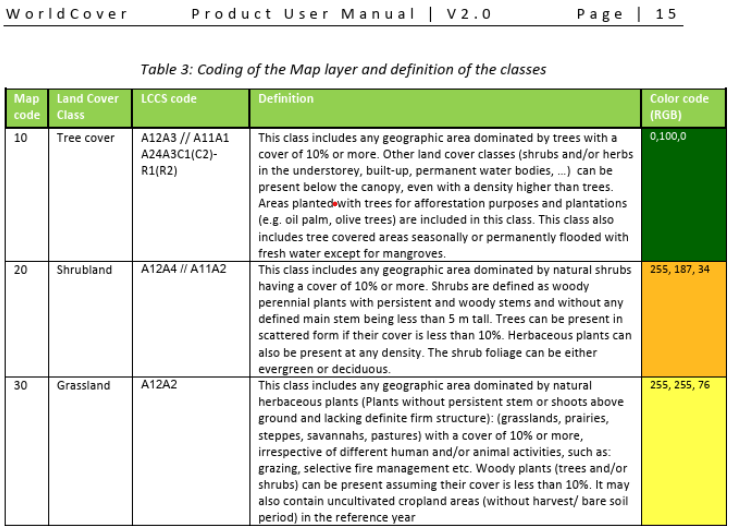 WorldCover Product User Manual | V2.0 Page | 15
Table 3: Coding of the Map layer and definition of the classes
Map code
Land Cover Class
LCCS code
Definition
Color code (RGB)
10
Tree cover
A12A3 // A11A1
A24A3C1(C2)-
R1(R2)
This class includes any geographic area dominated by trees with a
cover of 10% or more. Other land cover classes (shrubs and/or herbs
in the understorey, built-up, permanent water bodies, …) can be
present below the canopy, even with a density higher than trees.
Areas planted with trees for afforestation purposes and plantations
(e.g. oil palm, olive trees) are included in this class. This class also
includes tree covered areas seasonally or permanently flooded with
fresh water except for mangroves.
0,100,0
20
Shrubland
A12A4 // A11A2
This class includes any geographic area dominated by natural shrubs
having a cover of 10% or more. Shrubs are defined as woody
perennial plants with persistent and woody stems and without any
defined main stem being less than 5 m tall. Trees can be present in
scattered form if their cover is less than 10%. Herbaceous plants can
also be present at any density. The shrub foliage can be either
evergreen or deciduous.
255, 187, 34
30
Grassland
A12A2
This class includes any geographic area dominated by natural
herbaceous plants (Plants without persistent stem or shoots above
ground and lacking definite firm structure): (grasslands, prairies,
steppes, savannahs, pastures) with a cover of 10% or more,
irrespective of different human and/or animal activities, such as:
grazing, selective fire management etc. Woody plants (trees and/or
shrubs) can be present assuming their cover is less than 10%. It may
also contain uncultivated cropland areas (without harvest/ bare soil
period) in the reference year
255, 255, 76